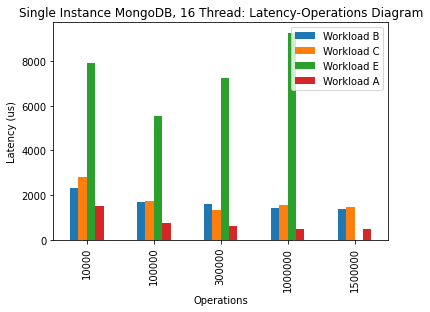 Single Instance MongoDB, 16 Thread: Latency-Operations Diagram
Workload B
Workload C
Workload E
Workload A
Latency (us)
8000
6000
4000
2000
0
10000
100000
300000
1000000
1500000
Operations